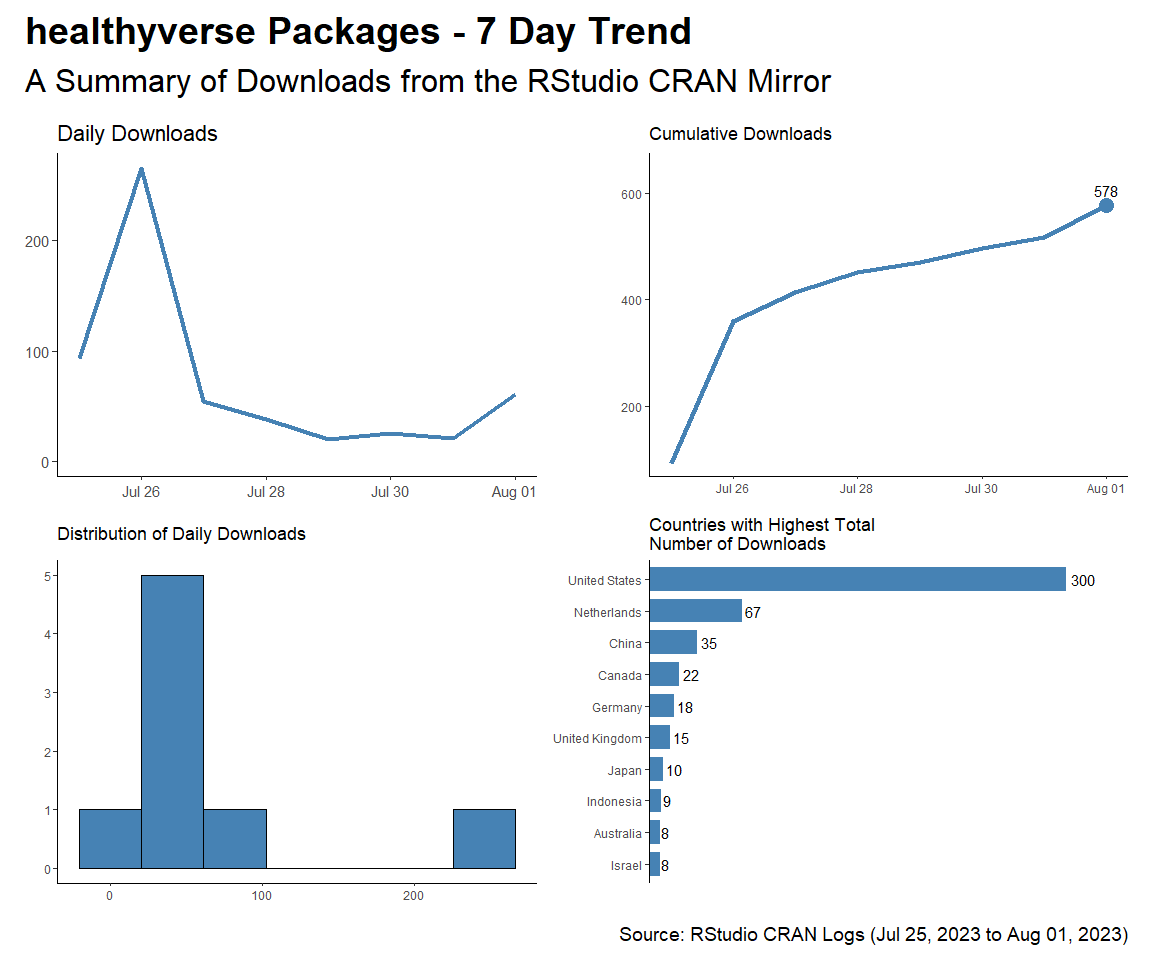 healthyverse Packages - 7 Day Trend
A Summary of Downloads from the RStudio CRAN Mirror
Daily Downloads
200
100
0
Jul 26 Jul 28 Jul 30 Aug 01
Cumulative Downloads
600
400
200
578
Jul 26 Jul 28 Jul 30 Aug 01
Distribution of Daily Downloads
5
4
3
2
1
0
0 100 200
Countries with Highest Total
Number of Downloads
United States 300
Netherlands 67
China 35
Canada 22
Germany 18
United Kingdom 15
Japan 10
Indonesia 9
Australia 8
Israel 8
Source: RStudio CRAN Logs (Jul 25, 2023 to Aug 01, 2023)